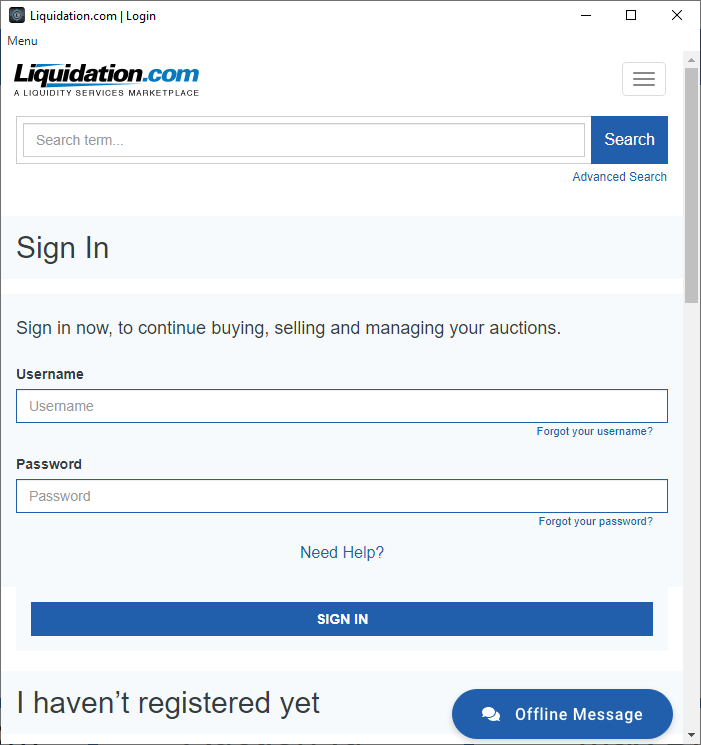 Liquidation.com | Login
Menu
Liquidation.com
A LIQUIDITY SERVICES MARKETPLACE
Search term...
Search
Advanced Search
Sign In
Sign in now, to continue buying, selling and managing your auctions.
Username
Username
Forgot your username?
Password
Password
Forgot your password?
Need Help?
SIGN IN
I haven’t registered yet
Offline Message